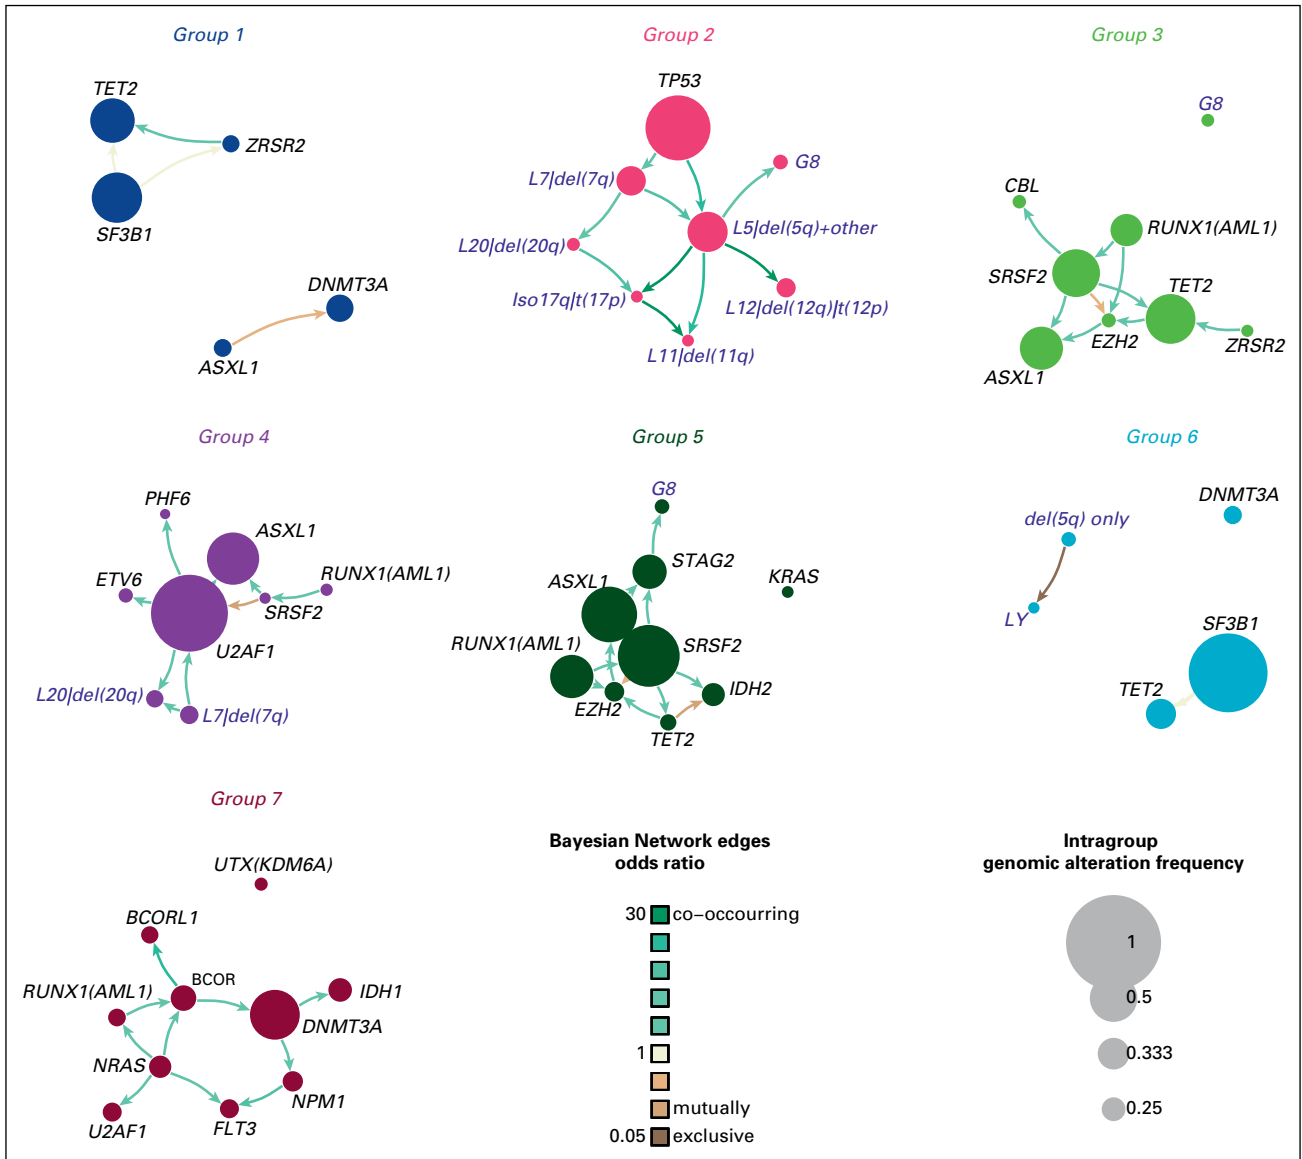 Group 1
TET2
ZRSR2
SF3B1
DNMT3A
ASXL1
Group 2
TP53
G8
L7|del(7q)
L5|del(5q)+other
L20|del(20q)
Iso17q|t(17p)
L12|del(12q)|t(12p)
L11|del(11q)
Group 3
G8
CBL
RUNX1(AML1)
SRSF2
TET2
EZH2
ZRSR2
ASXL1
Group 4
PHF6
ASXL1
ETV6
RUNX1(AML1)
SRSF2
U2AF1
L20|del(20q)
L7|del(7q)
Group 5
G8
STAG2
ASXL1
KRAS
RUNX1(AML1)
SRSF2
IDH2
EZH2
TET2
Group 6
DNMT3A
del(5q) only
LY
SF3B1
TET2
Group 7
UTX(KDM6A)
BCORL1
BCOR
RUNX1(AML1)
IDH1
DNMT3A
NRAS
NPM1
U2AF1
FLT3
Bayesian Network edges
odds ratio
30 co-occourring
1
mutually
0.05 exclusive
Intragroup
genomic alteration frequency
1
0.5
0.333
0.25